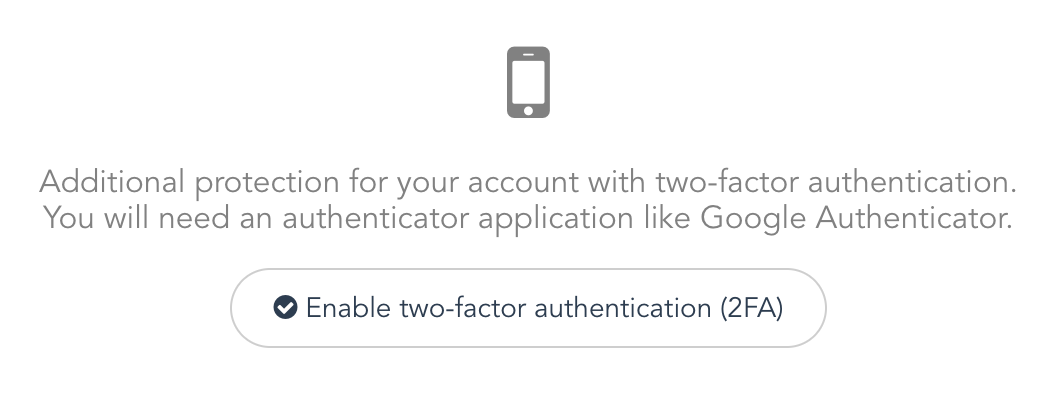 Additional protection for your account with two-factor authentication.
You will need an authenticator application like Google Authenticator.
Enable two-factor authentication (2FA)